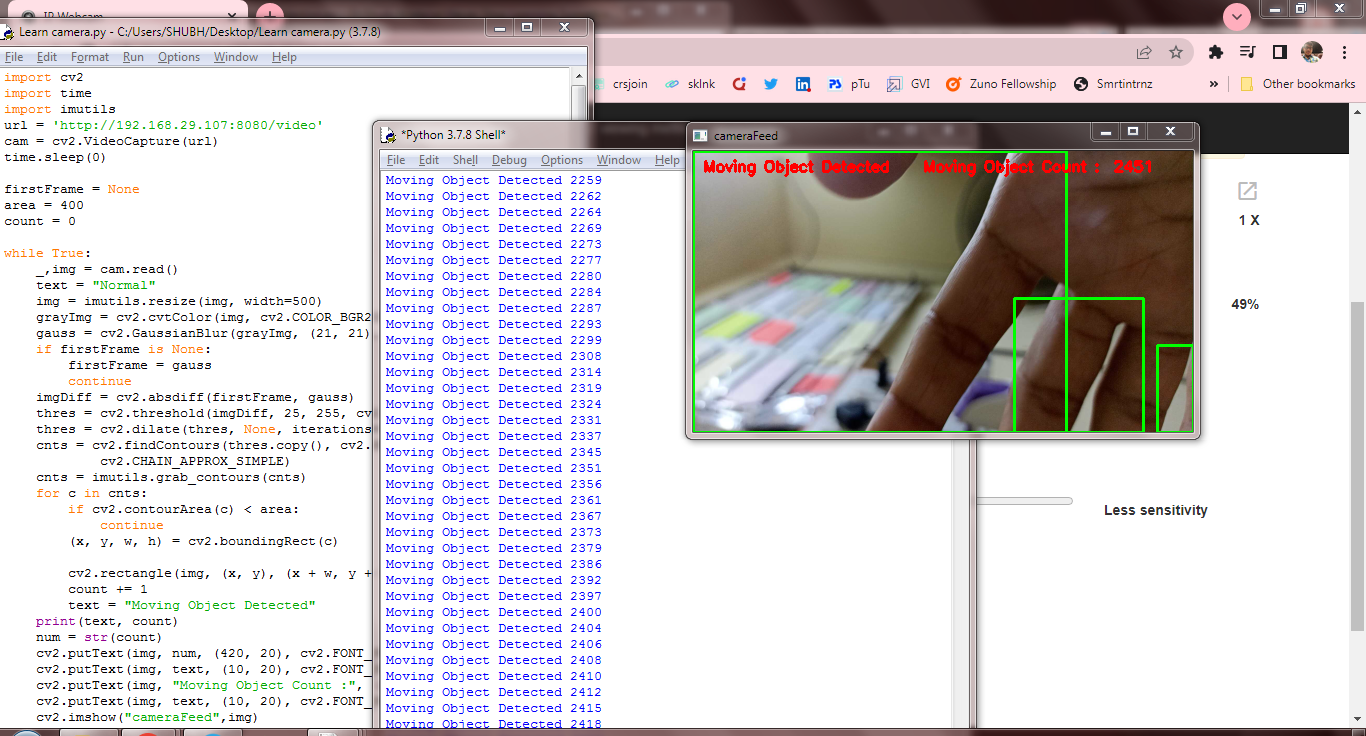 IP Webcam
Learn camera.py - C:/Users/SHUBH/Desktop/Learn camera.py (3.7.8)
File Edit Format Run Options Window Help
import cv2
import time
import imutils
url = 'http://192.168.29.107:8080/video'
cam = cv2.VideoCapture(url)
time.sleep(0)
firstFrame = None
area = 400
count = 0
while True:
_,img = cam.read()
text = "Normal"
img = imutils.resize(img, width=500)
grayImg = cv2.cvtColor(img, cv2.COLOR_BGR2
gauss = cv2.GaussianBlur(grayImg, (21, 21)
if firstFrame is None:
firstFrame = gauss
continue
imgDiff = cv2.absdiff(firstFrame, gauss)
thres = cv2.threshold(imgDiff, 25, 255, cv
thres = cv2.dilate(thres, None, iterations
cnts = cv2.findContours(thres.copy(), cv2.
cv2.CHAIN_APPROX_SIMPLE)
cnts = imutils.grab_contours(cnts)
for c in cnts:
if cv2.contourArea(c) < area:
continue
(x, y, w, h) = cv2.boundingRect(c)
cv2.rectangle(img, (x, y), (x + w, y +
count += 1
text = "Moving Object Detected"
print(text, count)
num = str(count)
cv2.putText(img, num, (420, 20), cv2.FONT_
cv2.putText(img, text, (10, 20), cv2.FONT_
cv2.putText(img, "Moving Object Count :",
cv2.putText(img, text, (10, 20), cv2.FONT_
cv2.imshow("cameraFeed",img)
*Python 3.7.8 Shell*
File Edit Shell Debug Options Window Help
Moving Object Detected 2259
Moving Object Detected 2262
Moving Object Detected 2264
Moving Object Detected 2269
Moving Object Detected 2273
Moving Object Detected 2277
Moving Object Detected 2280
Moving Object Detected 2284
Moving Object Detected 2287
Moving Object Detected 2293
Moving Object Detected 2299
Moving Object Detected 2308
Moving Object Detected 2314
Moving Object Detected 2319
Moving Object Detected 2324
Moving Object Detected 2331
Moving Object Detected 2337
Moving Object Detected 2345
Moving Object Detected 2351
Moving Object Detected 2356
Moving Object Detected 2361
Moving Object Detected 2367
Moving Object Detected 2373
Moving Object Detected 2379
Moving Object Detected 2386
Moving Object Detected 2392
Moving Object Detected 2397
Moving Object Detected 2400
Moving Object Detected 2404
Moving Object Detected 2406
Moving Object Detected 2408
Moving Object Detected 2410
Moving Object Detected 2412
Moving Object Detected 2415
Moving Object Detected 2418
cameraFeed
Moving Object Detected Moving Object Count : 2451
crsjoin sklnk pTu GVI Zuno Fellowship Smrtintrnz » Other bookmarks
1 X
49%
Less sensitivity